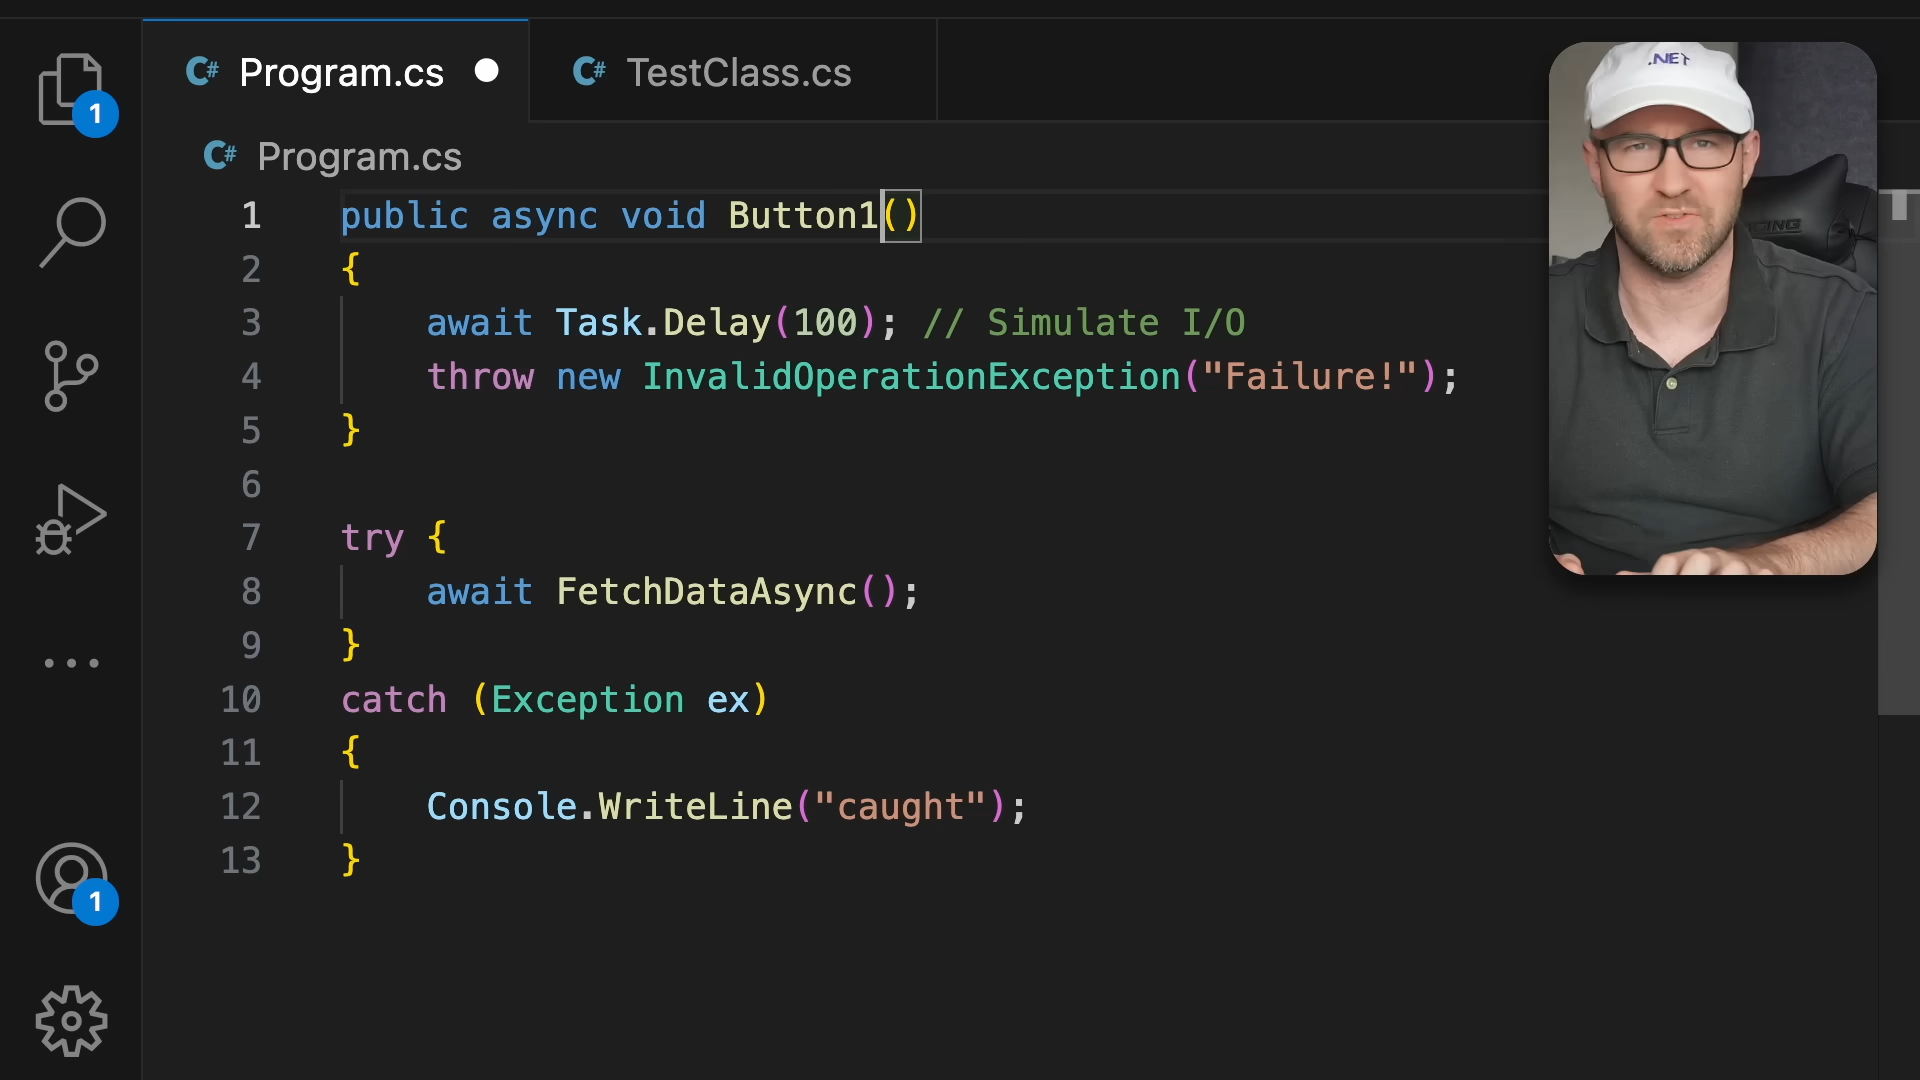 C# Program.cs
C# TestClass.cs
1
C# Program.cs
.NET
1 public async void Button1()
2 {
3 await Task.Delay(100); // Simulate I/O
4 throw new InvalidOperationException("Failure!");
5 }
6
7 try {
8 await FetchDataAsync();
9 }
10 catch (Exception ex)
11 {
12 Console.WriteLine("caught");
13 }
1